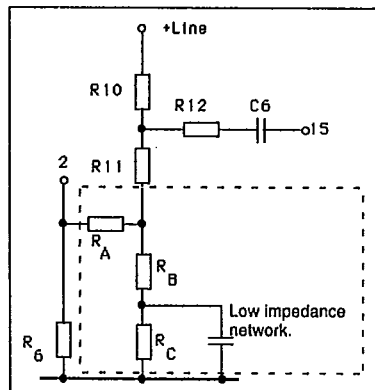 +Line
R10
R12
C6
15
R11
2
RA
RB
Low impedance
network.
R6
RC